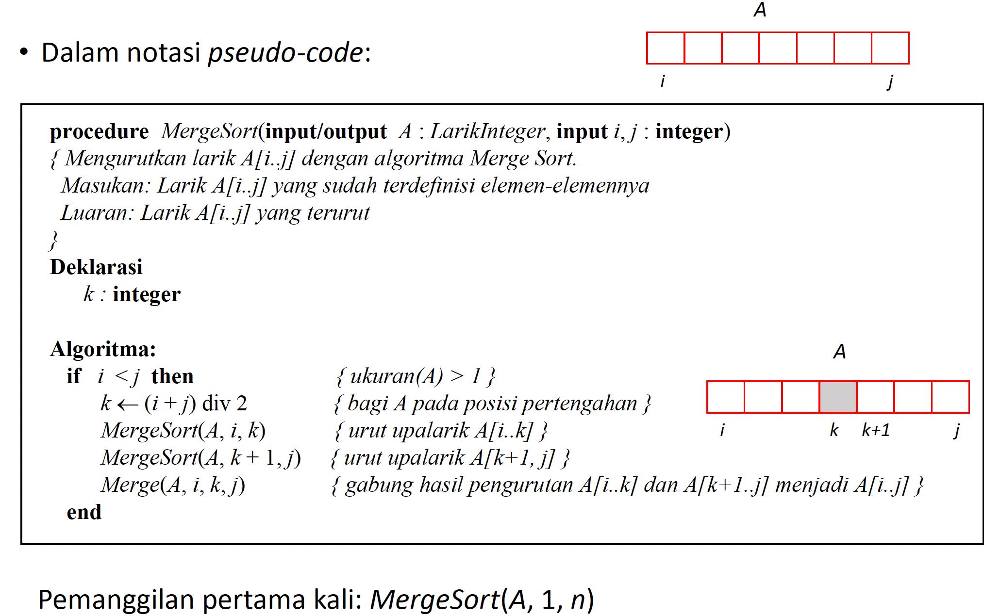 A
• Dalam notasi pseudo-code:
i j
procedure MergeSort(input/output A : LarikInteger, input i, j : integer)
{ Mengurutkan larik A[i..j] dengan algoritma Merge Sort.
Masukan: Larik A[i..j] yang sudah terdefinisi elemen-elemennya
Luaran: Larik A[i..j] yang terurut
}
Deklarasi
k : integer
Algoritma:
A
if i < j then { ukuran(A) > 1 }
k ← (i + j) div 2 { bagi A pada posisi pertengahan }
MergeSort(A, i, k) { urut upalarik A[i..k] }
i k k+1 j
MergeSort(A, k + 1, j) { urut upalarik A[k+1, j] }
Merge(A, i, k, j) { gabung hasil pengurutan A[i..k] dan A[k+1..j] menjadi A[i..j] }
end
Pemanggilan pertama kali: MergeSort(A, 1, n)